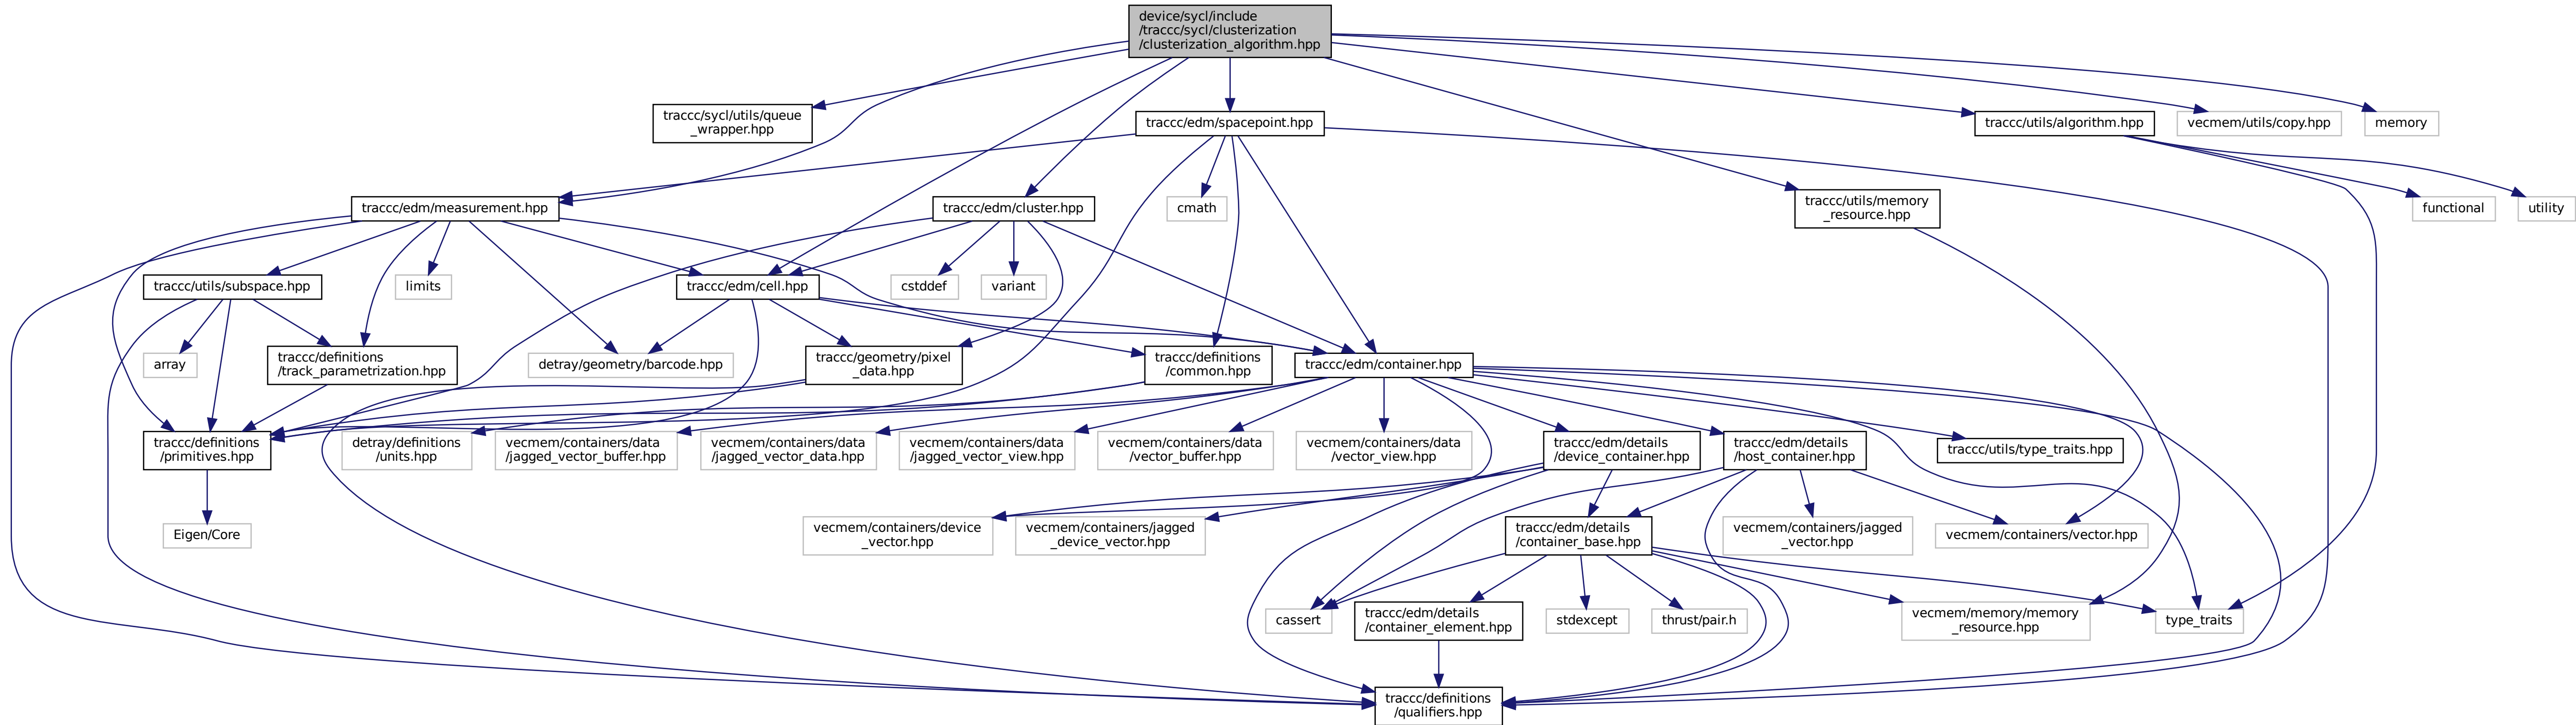 device/sycl/include
/traccc/sycl/clusterization
/clusterization_algorithm.hpp
traccc/sycl/utils/queue
_wrapper.hpp
traccc/edm/spacepoint.hpp
traccc/utils/algorithm.hpp
vecmem/utils/copy.hpp
memory
traccc/edm/measurement.hpp
traccc/edm/cluster.hpp
cmath
traccc/utils/memory
_resource.hpp
functional
utility
traccc/utils/subspace.hpp
limits
traccc/edm/cell.hpp
cstddef
variant
array
traccc/definitions
/track_parametrization.hpp
detray/geometry/barcode.hpp
traccc/geometry/pixel
_data.hpp
traccc/definitions
/common.hpp
traccc/edm/container.hpp
traccc/definitions
/primitives.hpp
detray/definitions
/units.hpp
vecmem/containers/data
/jagged_vector_buffer.hpp
vecmem/containers/data
/jagged_vector_data.hpp
vecmem/containers/data
/jagged_vector_view.hpp
vecmem/containers/data
/vector_buffer.hpp
vecmem/containers/data
/vector_view.hpp
traccc/edm/details
/device_container.hpp
traccc/edm/details
/host_container.hpp
traccc/utils/type_traits.hpp
Eigen/Core
vecmem/containers/device
_vector.hpp
vecmem/containers/jagged
_device_vector.hpp
traccc/edm/details
/container_base.hpp
vecmem/containers/jagged
_vector.hpp
vecmem/containers/vector.hpp
cassert
traccc/edm/details
/container_element.hpp
stdexcept
thrust/pair.h
vecmem/memory/memory
_resource.hpp
type_traits
traccc/definitions
/qualifiers.hpp